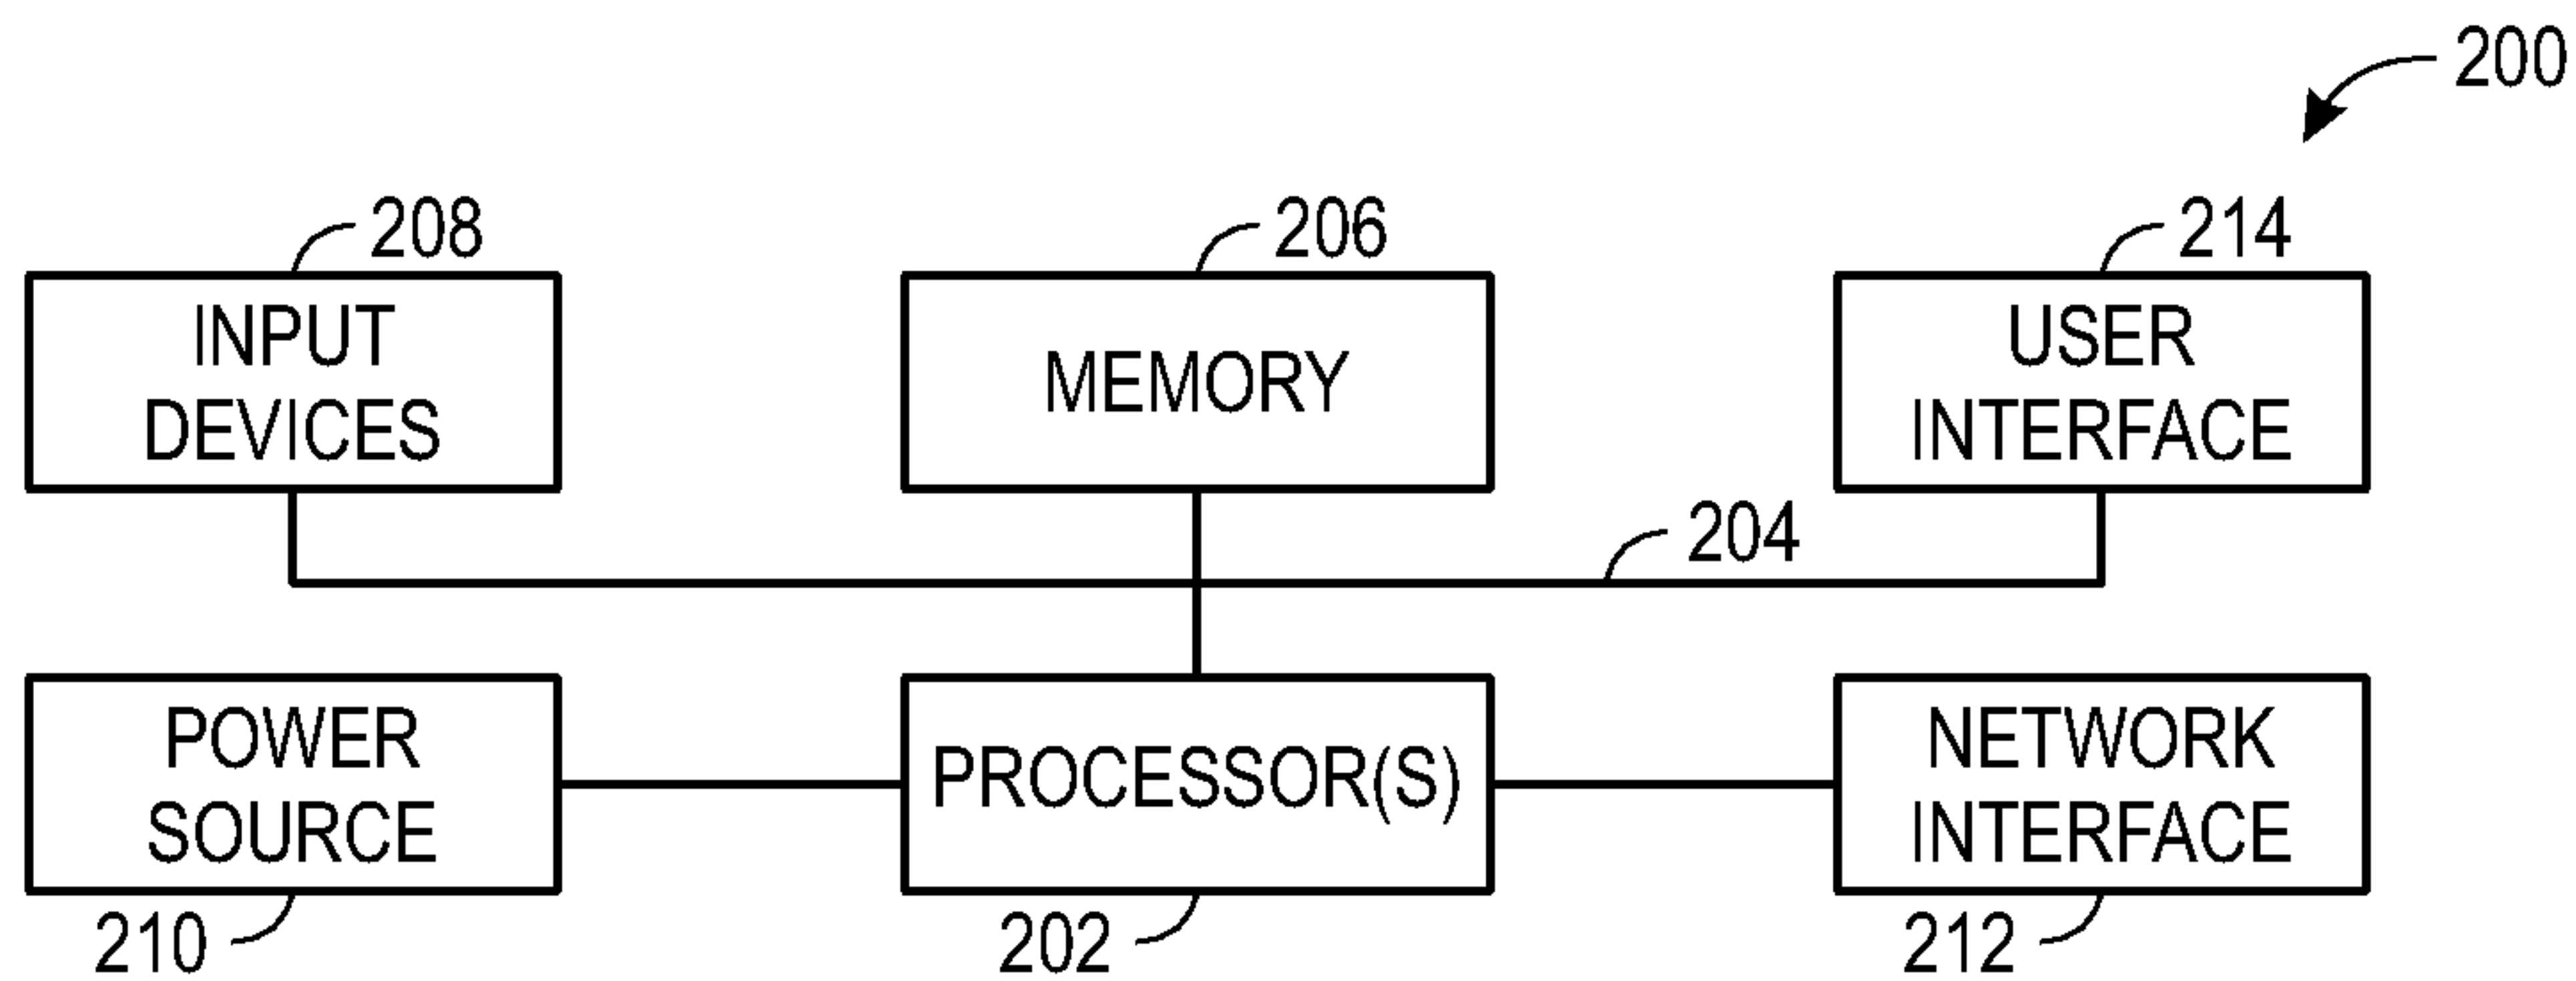 200
208
206
214
INPUT
DEVICES
MEMORY
USER
INTERFACE
204
POWER
SOURCE
PROCESSOR(S)
NETWORK
INTERFACE
210
202
212